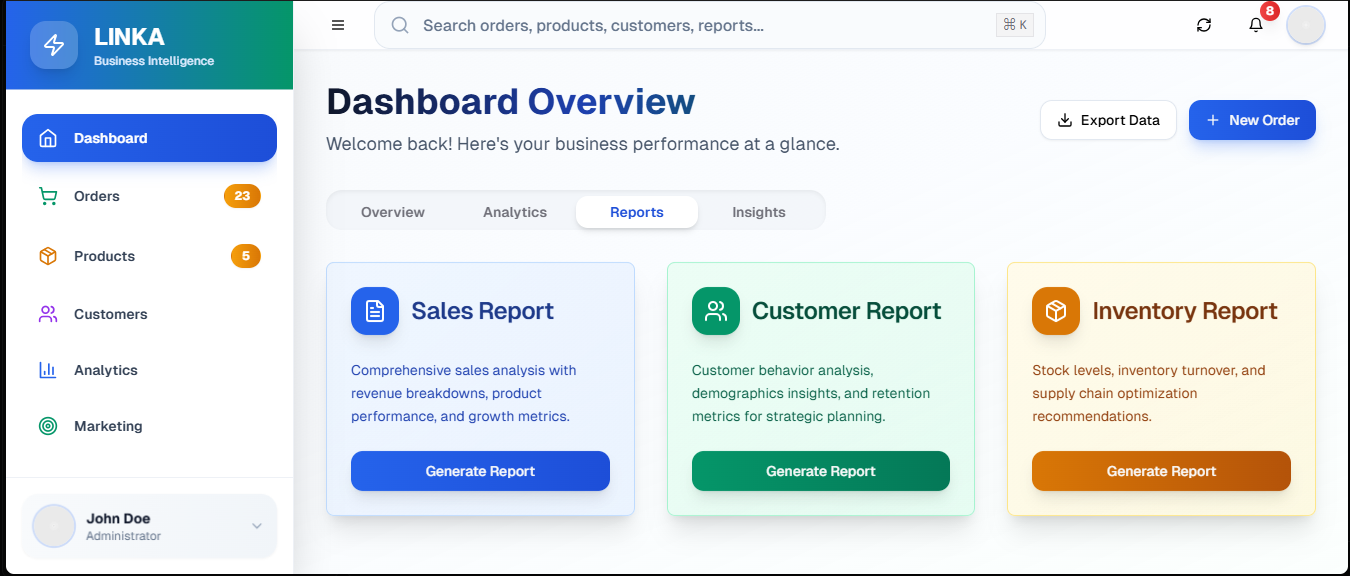 LINKA
Business Intelligence
Search orders, products, customers, reports...
⌘ K
8
Dashboard
Orders
23
Products
5
Customers
Analytics
Marketing
John Doe
Administrator
Dashboard Overview
Welcome back! Here's your business performance at a glance.
Export Data
New Order
Overview
Analytics
Reports
Insights
Sales Report
Comprehensive sales analysis with
revenue breakdowns, product
performance, and growth metrics.
Generate Report
Customer Report
Customer behavior analysis,
demographics insights, and retention
metrics for strategic planning.
Generate Report
Inventory Report
Stock levels, inventory turnover, and
supply chain optimization
recommendations.
Generate Report